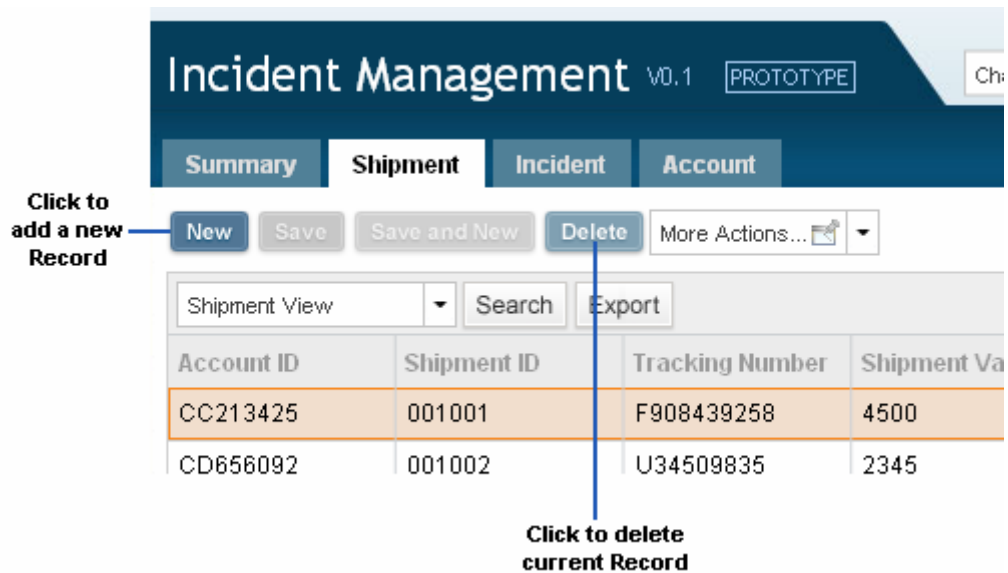 Incident Management V0.1 PROTOTYPE
Summary Shipment Incident Account
Click to
add a new
Record
New Save Save and New Delete More Actions...
Shipment View Search Export
Account ID Shipment ID Tracking Number Shipment
CC213425 001001 F908439258 4500
CD656092 001002 U34509835 2345
Click to delete
current Record